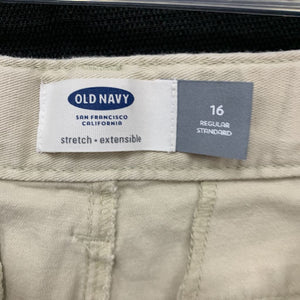 OLD NAVY
SAN FRANCISCO
CALIFORNIA
stretch • extensible
16
REGULAR
STANDARD